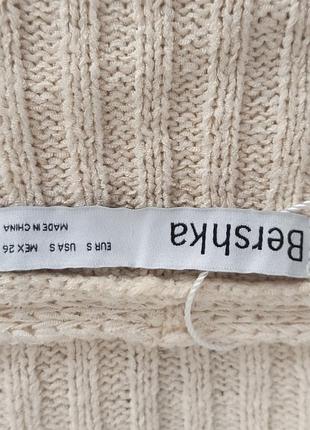 Bershka
EUR S USA S MEX 26
MADE IN CHINA